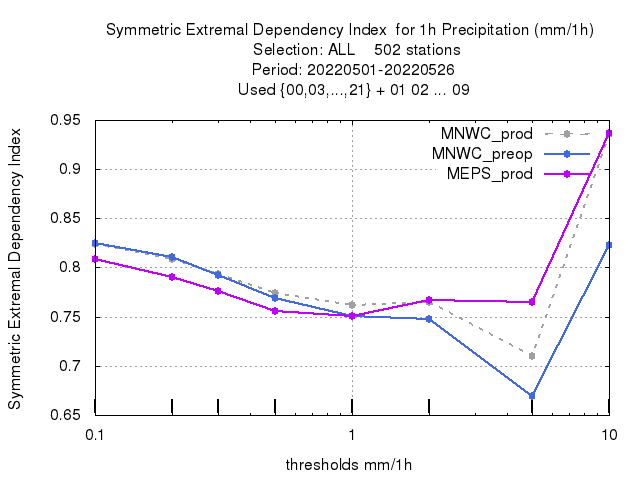 Symmetric Extremal Dependency Index  for 1h Precipitation (mm/1h)
Selection: ALL    502 stations
Period: 20220501-20220526
Used {00,03,...,21} + 01 02 ... 09
Symmetric Extremal Dependency Index
0.95
0.9
0.85
0.8
0.75
0.7
0.65
MNWC_prod
MNWC_preop
MEPS_prod
0.1
1
10
thresholds mm/1h